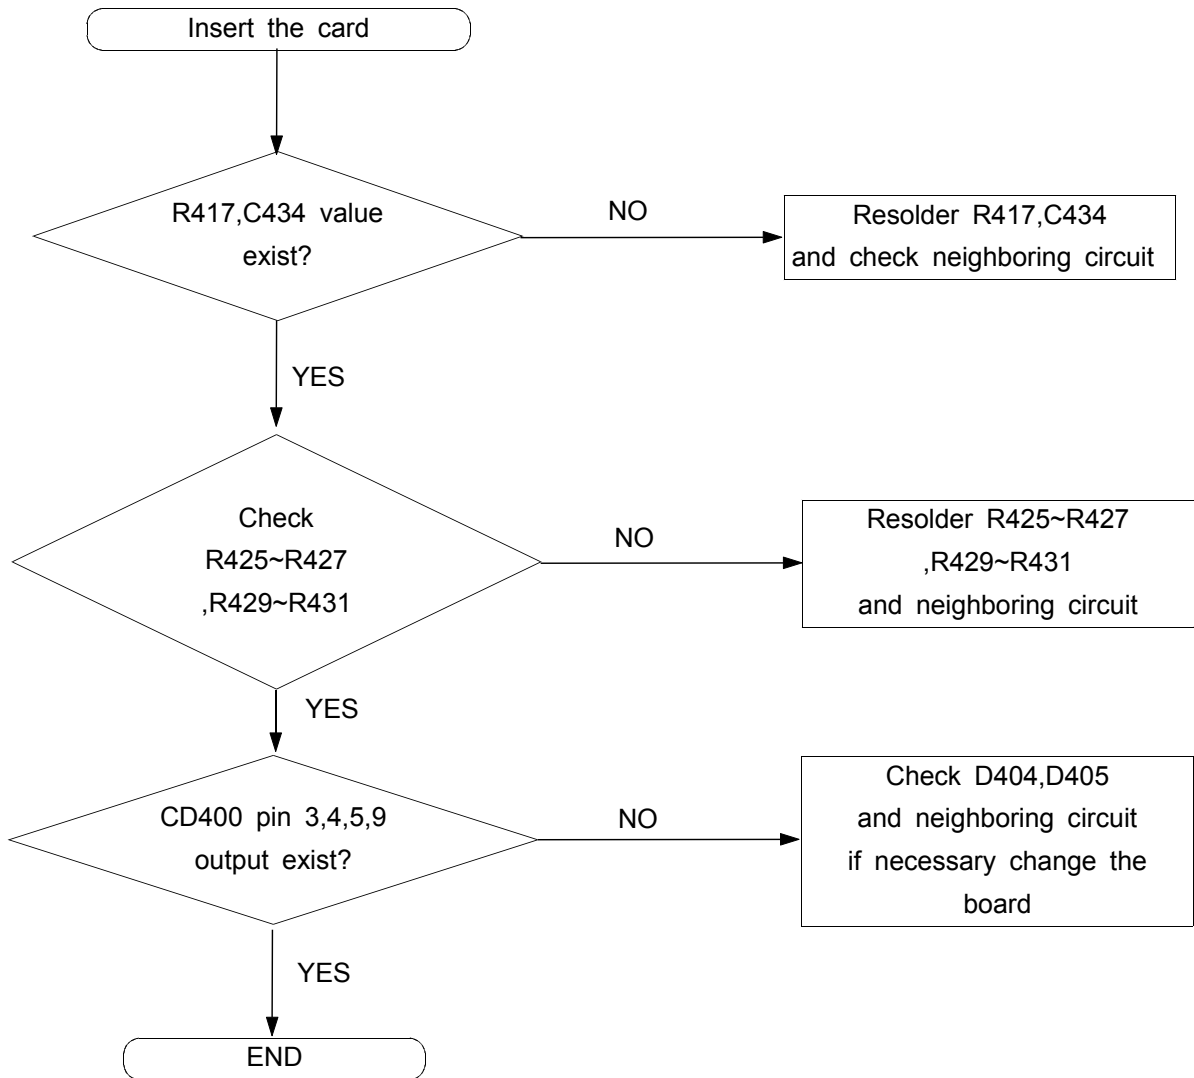 Insert the card
R417,C434 value
exist?
NO
Resolder R417,C434
and check neighboring circuit
YES
Check
R425~R427
,R429~R431
NO
Resolder R425~R427
,R429~R431
and neighboring circuit
YES
CD400 pin 3,4,5,9
output exist?
NO
Check D404,D405
and neighboring circuit
if necessary change the
board
YES
END